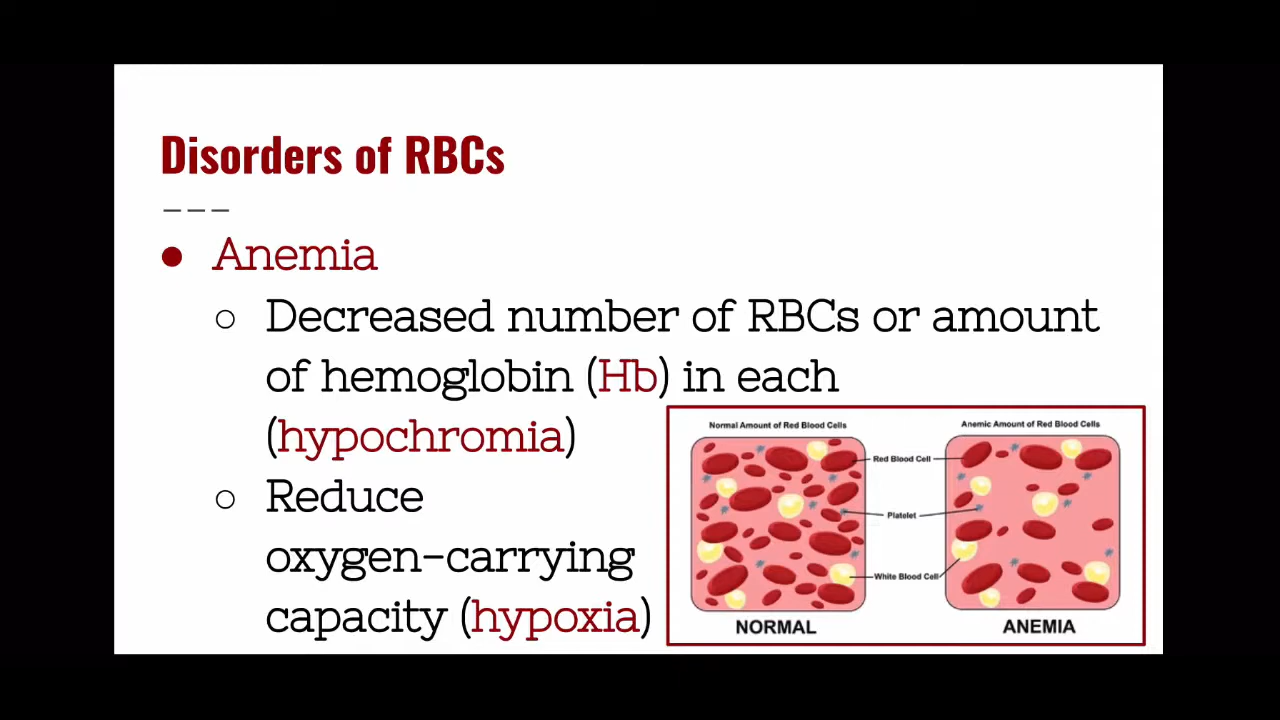 Disorders of RBCs
---
● Anemia
○ Decreased number of RBCs or amount
of hemoglobin (Hb) in each
(hypochromia)
○ Reduce
oxygen-carrying
capacity (hypoxia)
Normal Amount of Red Blood Cells
Anemic Amount of Red Blood Cells
Red Blood Cell
Platelet
White Blood Cell
NORMAL
ANEMIA